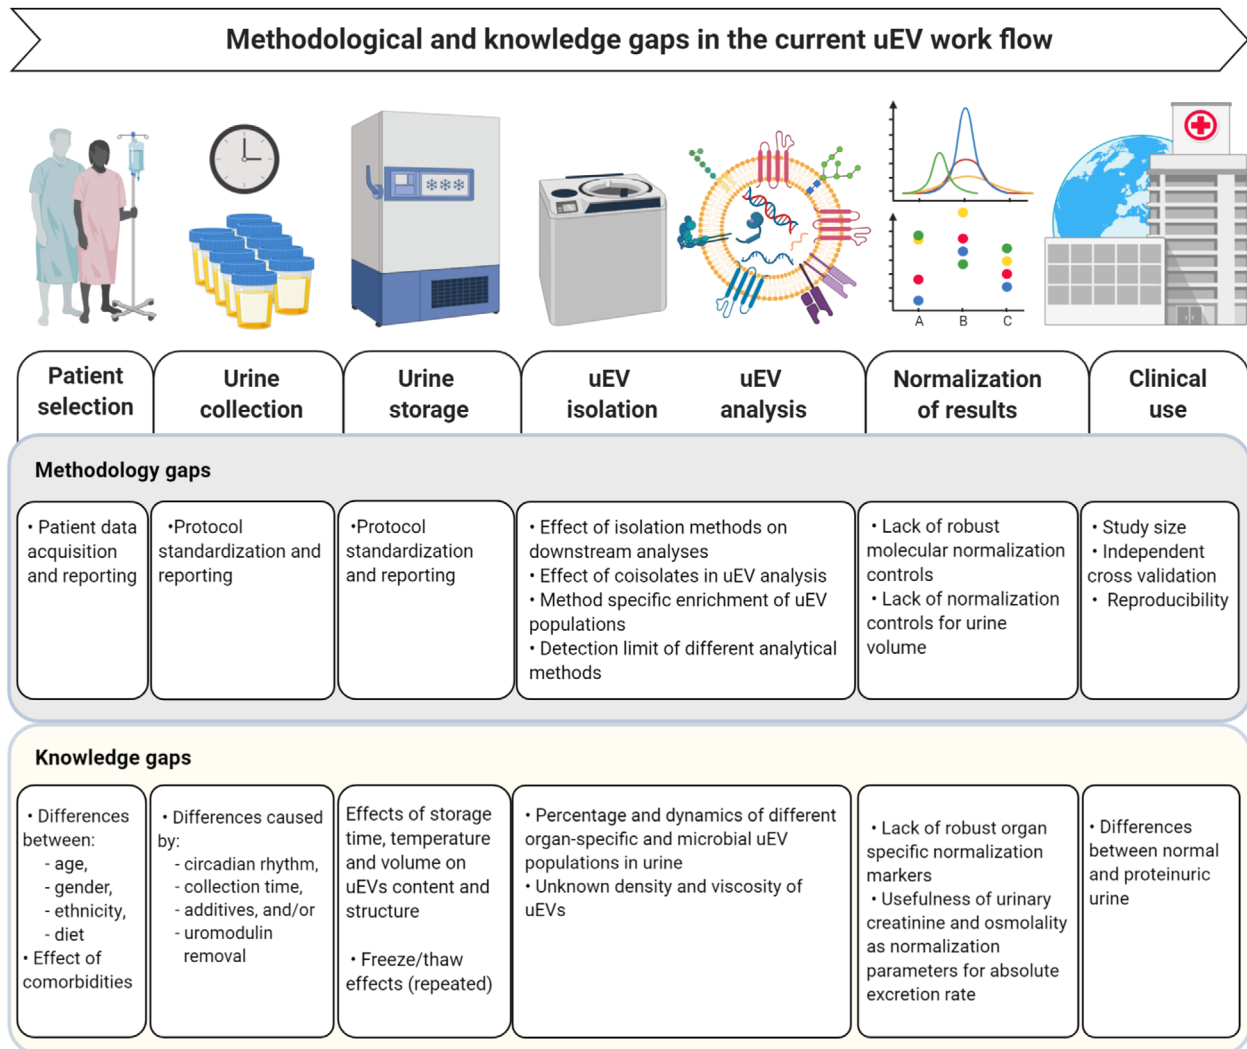 Methodological and knowledge gaps in the current uEV work flow
A B C
Patient
selection
Urine
collection
Urine
storage
uEV
isolation
uEV
analysis
Normalization
of results
Clinical
use
Methodology gaps
• Patient data
acquisition
and reporting
•Protocol
standardization and
reporting
•Protocol
standardization
and reporting
• Effect of isolation methods on
downstream analyses
• Effect of coisolates in uEV analysis
• Method specific enrichment of uEV
populations
• Detection limit of different analytical
methods
• Lack of robust
molecular normalization
controls
• Lack of normalization
controls for urine
volume
• Study size
• Independent
cross validation
• Reproducibility
Knowledge gaps
• Differences
between:
- age,
- gender,
- ethnicity,
- diet
• Effect of
comorbidities
• Differences caused
by:
- circadian rhythm,
- collection time,
- additives, and/or
- uromodulin
removal
Effects of storage
time, temperature
and volume on
uEVs content and
structure
• Freeze/thaw
effects (repeated)
• Percentage and dynamics of different
organ-specific and microbial uEV
populations in urine
• Unknown density and viscosity of
uEVs
• Lack of robust organ
specific normalization
markers
• Usefulness of urinary
creatinine and osmolality
as normalization
parameters for absolute
excretion rate
• Differences
between normal
and proteinuric
urine